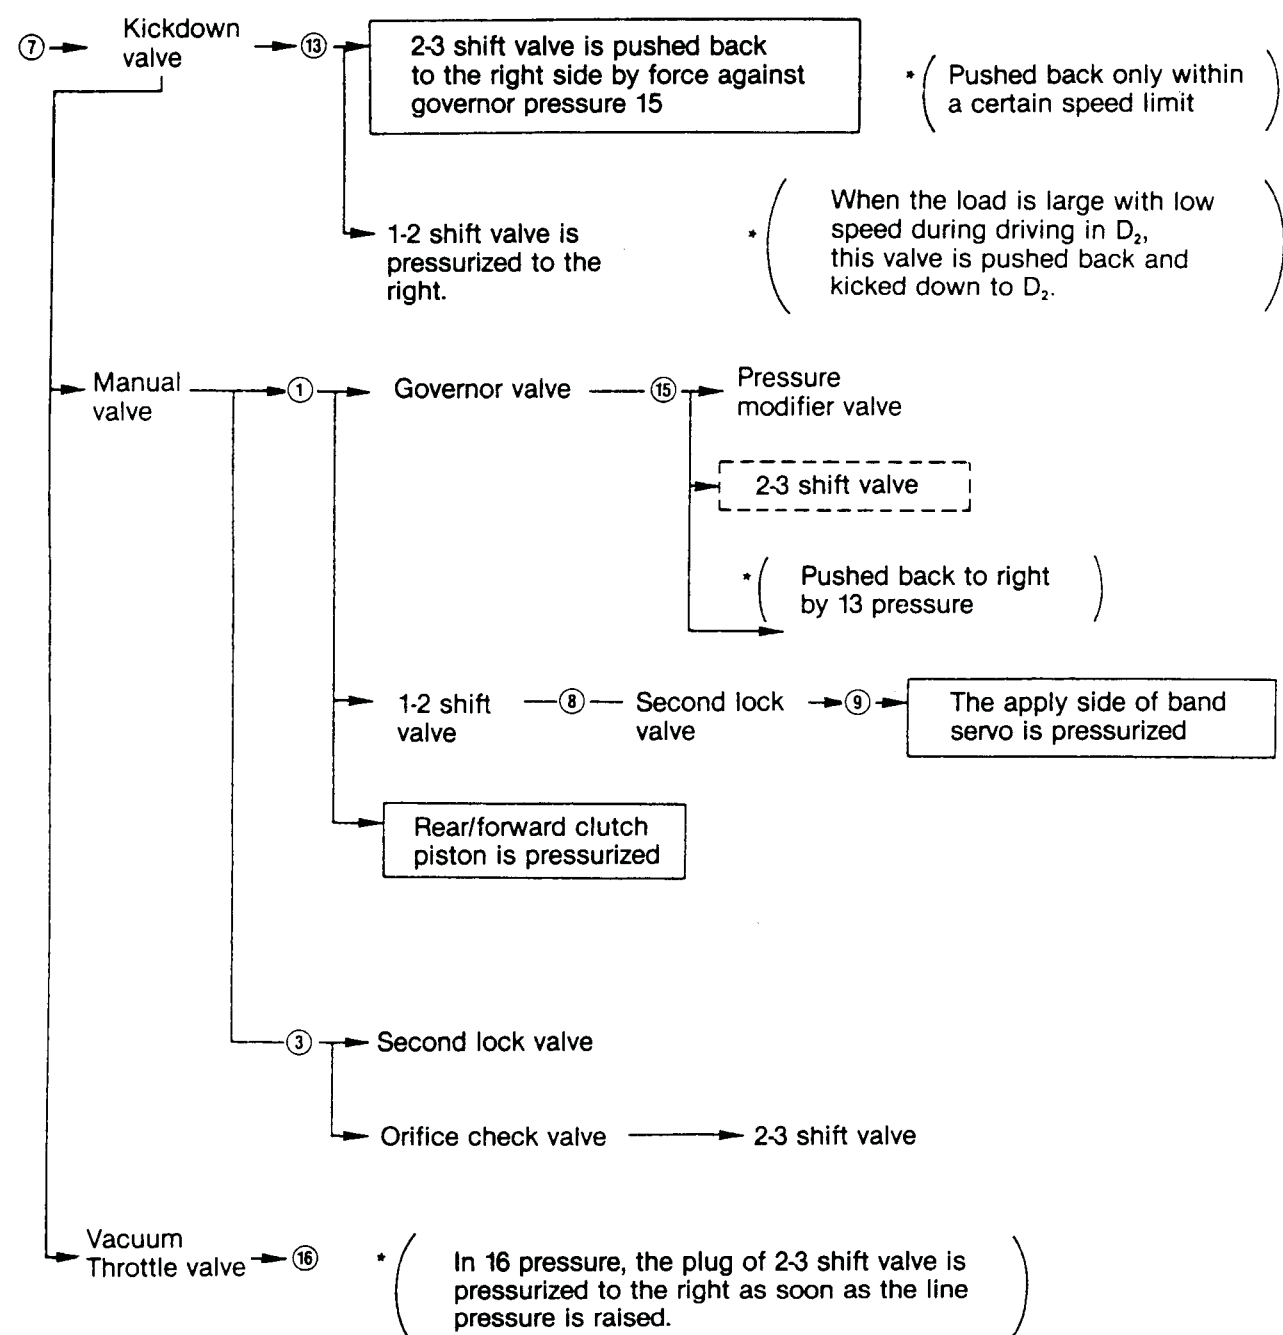 ⑦ Kickdown valve ⑬
2-3 shift valve is pushed back
to the right side by force against
governor pressure 15
* ( Pushed back only within
a certain speed limit )
1-2 shift valve is
pressurized to the
right.
* ( When the load is large with low
speed during driving in D₂,
this valve is pushed back and
kicked down to D₂. )
Manual
valve
①
Governor valve
⑮
Pressure
modifier valve
2-3 shift valve
* ( Pushed back to right
by 13 pressure )
1-2 shift
valve
⑧
Second lock
valve
⑨
The apply side of band
servo is pressurized
Rear/forward clutch
piston is pressurized
③
Second lock valve
Orifice check valve
2-3 shift valve
Vacuum
Throttle valve
⑯
* ( In 16 pressure, the plug of 2-3 shift valve is
pressurized to the right as soon as the line
pressure is raised. )